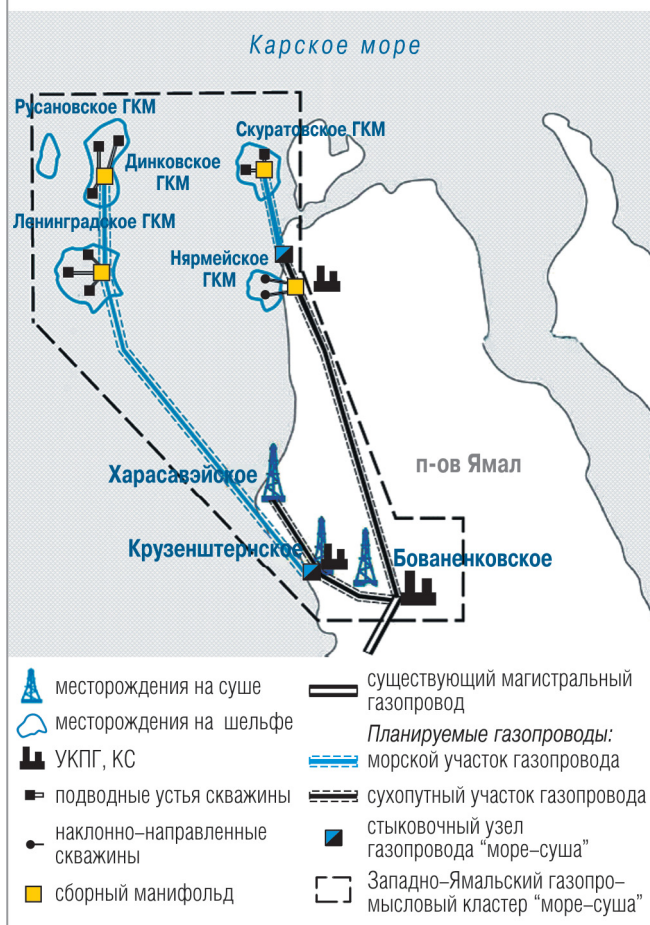 Карское море
Русановское ГКМ
Скуратовское ГКМ
Динковское
ГКМ
Ленинградское ГКМ
Нярмейское
ГКМ
п-ов Ямал
Харасавэйское
Крузенштернское
Бованенковское
месторождения на суше
месторождения на шельфе
УКПГ, КС
подводные устья скважины
наклонно–направленные
скважины
сборный манифольд
существующий магистральный
газопровод
Планируемые газопроводы:
морской участок газопровода
сухопутный участок газопровода
стыковочный узел
газопровода “море–суша”
Западно–Ямальский газопро–
мысловый кластер “море–суша”